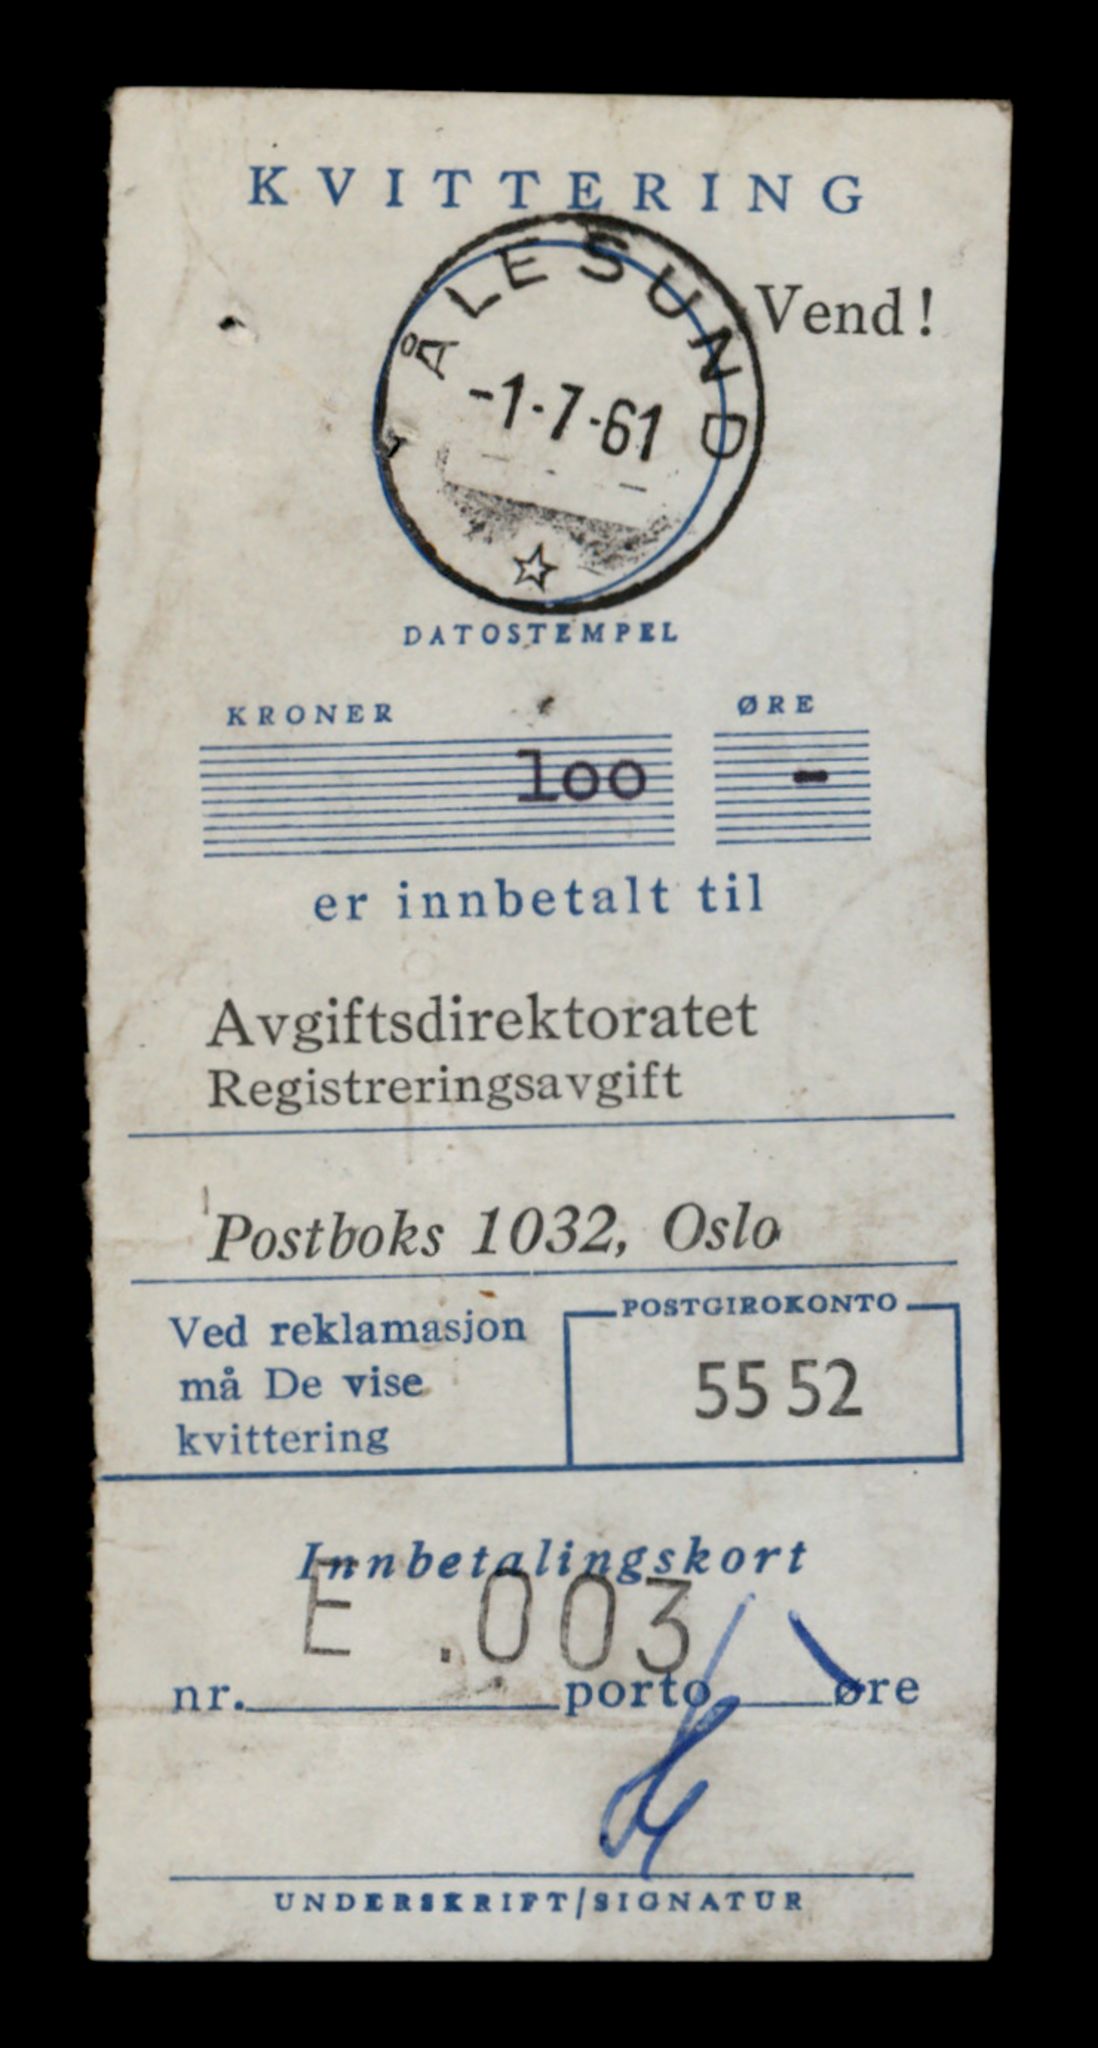 KVITTERING
Vend!
ÅLESUND
-1-7-61
DATOSTEMPEL
KRONER ØRE
loo -
er innbetalt til
Avgiftsdirektoratet
Registreringsavgift
Postboks 1032, Oslo
Ved reklamasjon
må De vise
kvittering
POSTGIROKONTO
55 52
Innbetalingskort
E .003
nr. porto øre
UNDERSKRIFT/SIGNATUR